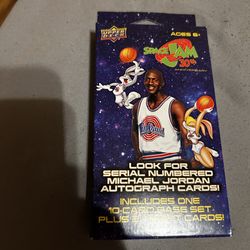 UPPER DECK
AGES 6+
SPACE JAM
30th
LOOK FOR
SERIAL NUMBERED
MICHAEL JORDAN
AUTOGRAPH CARDS!
INCLUDES ONE
10-CARD BASE SET